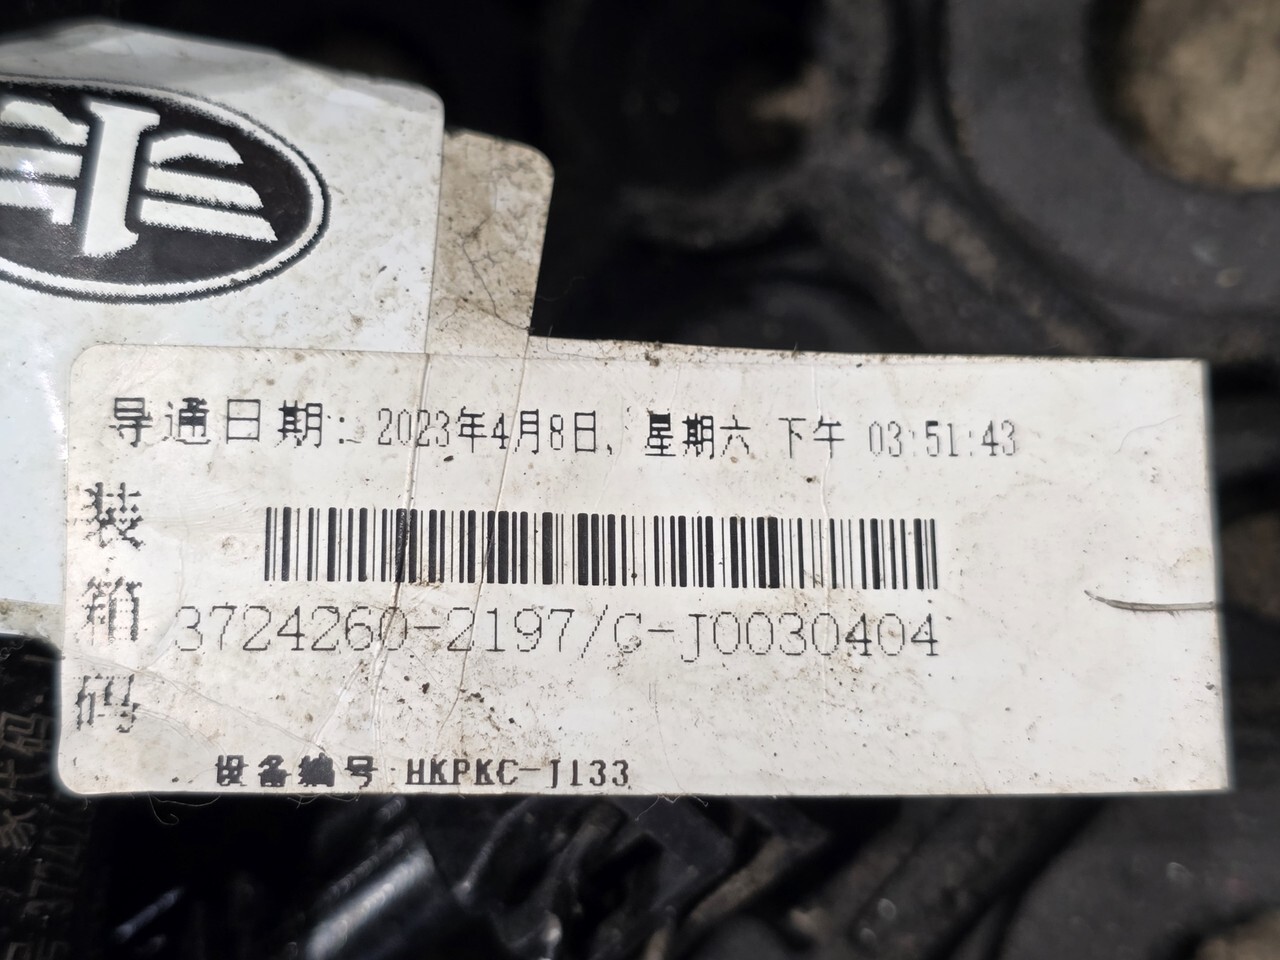 导通日期: 2023年4月8日, 星期六 下午 03:51:43
装箱码
3724260-2197/C-J0030404
设备编号:HKPKC-J133